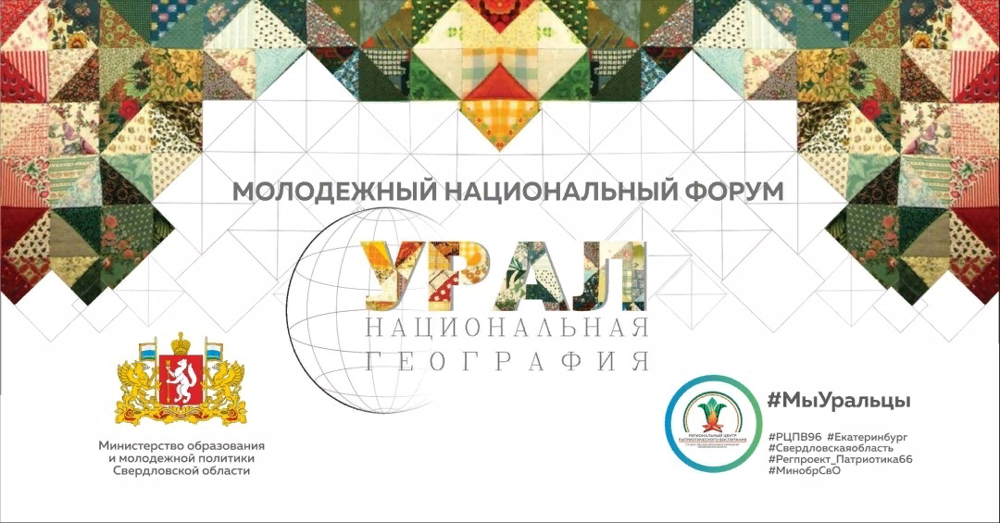 МОЛОДЕЖНЫЙ НАЦИОНАЛЬНЫЙ ФОРУМ
УРАЛ
НАЦИОНАЛЬНАЯ
ГЕОГРАФИЯ
Министерство образования
и молодежной политики
Свердловской области
РЕГИОНАЛЬНЫЙ ЦЕНТР
ПАТРИОТИЧЕСКОГО ВОСПИТАНИЯ
#МыУральцы
#РЦПВ96 #Екатеринбург
#Свердловскаяобласть
#Регпроект_Патриотика66
#МинобрСвО